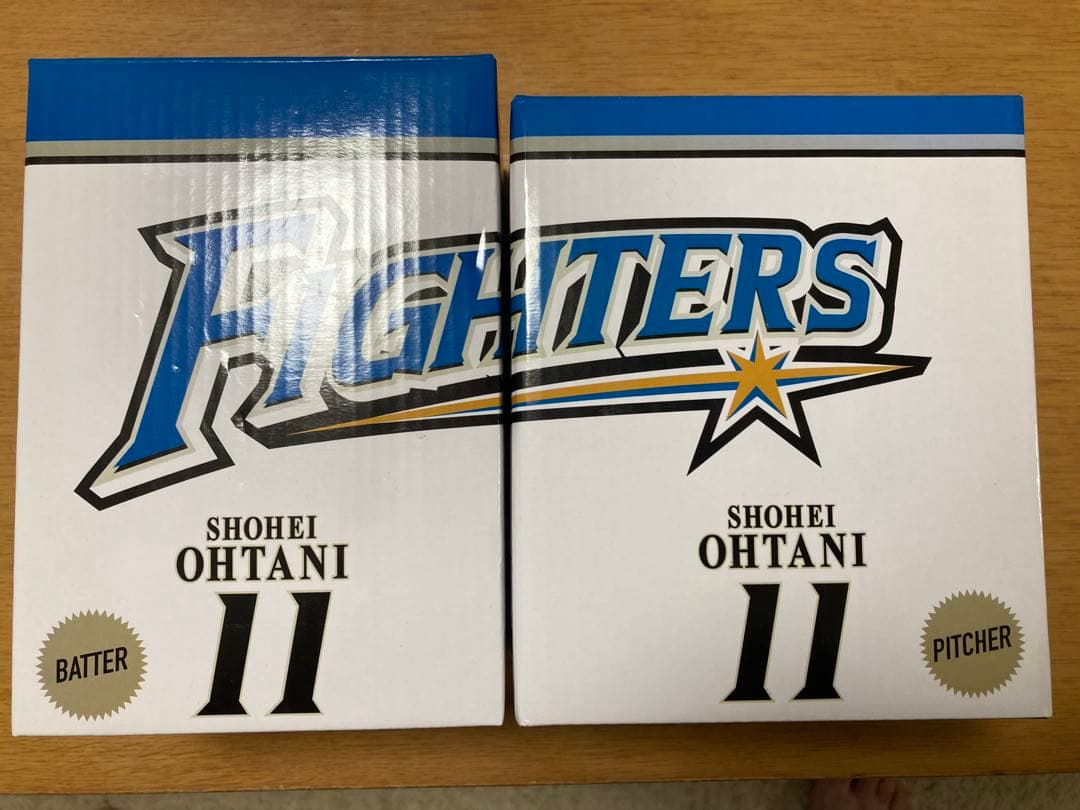 FIGHTERS
SHOHEI
OHTANI
11
BATTER
SHOHEI
OHTANI
11
PITCHER